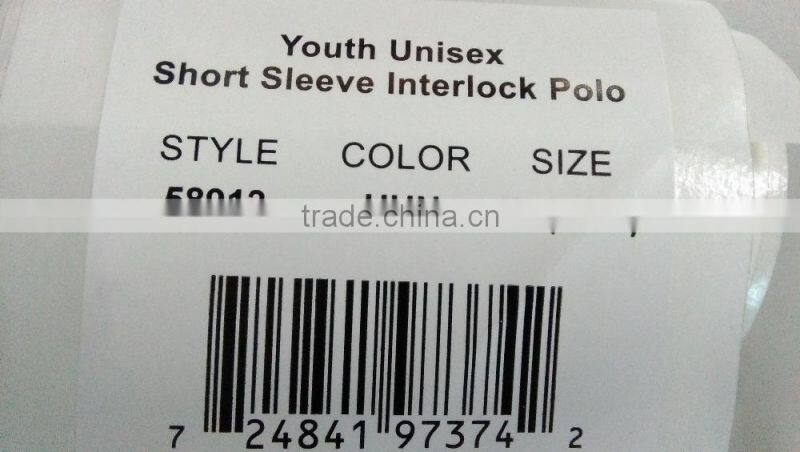 Youth Unisex
Short Sleeve Interlock Polo
STYLE COLOR SIZE
trade.china.cn
7 24841 97374 2